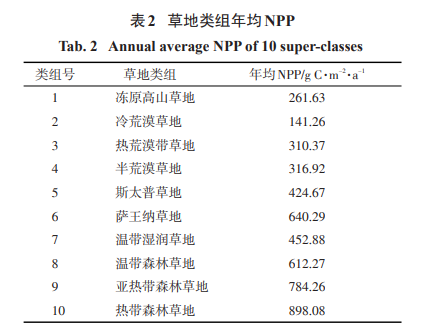 表2 草地类组年均NPP
Tab. 2 Annual average NPP of 10 super-classes
类组号 草地类组 年均NPP/g C·m⁻²·a⁻¹
1 冻原高山草地 261.63
2 冷荒漠草地 141.26
3 热荒漠带草地 310.37
4 半荒漠草地 316.92
5 斯太普草地 424.67
6 萨王纳草地 640.29
7 温带湿润草地 452.88
8 温带森林草地 612.27
9 亚热带森林草地 784.26
10 热带森林草地 898.08